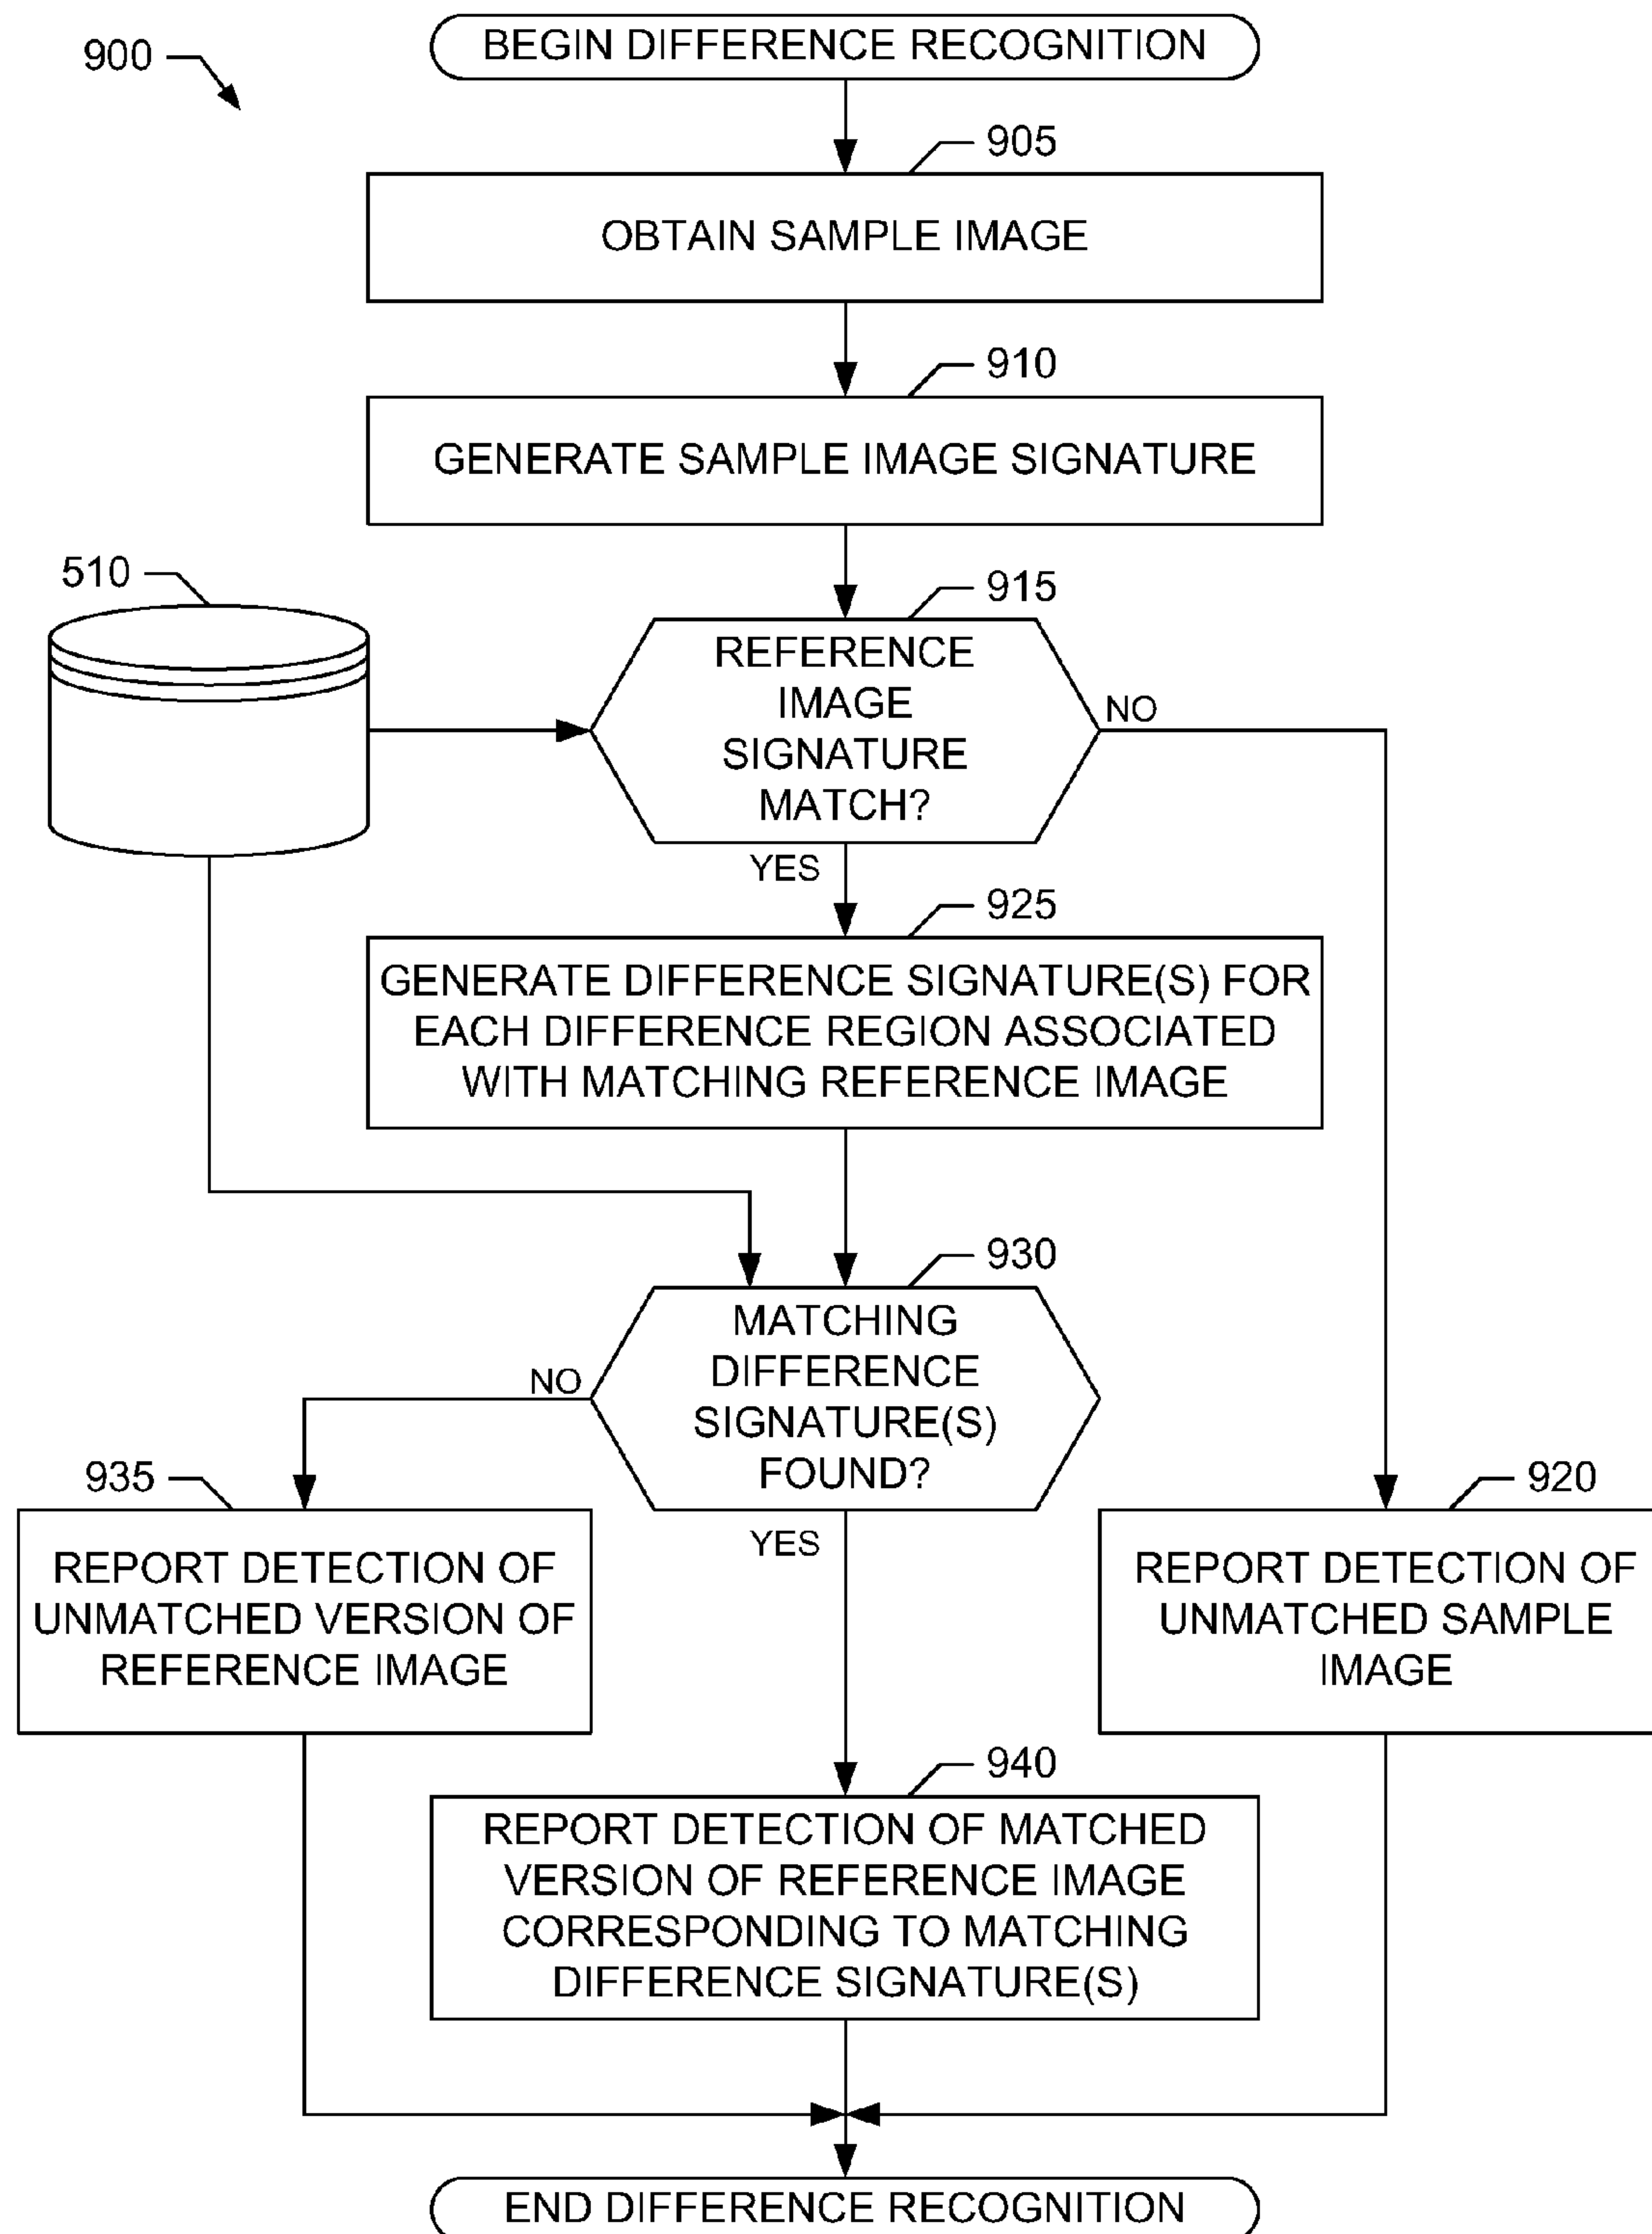 900
BEGIN DIFFERENCE RECOGNITION
905
OBTAIN SAMPLE IMAGE
910
GENERATE SAMPLE IMAGE SIGNATURE
510
915
REFERENCE
IMAGE
SIGNATURE
MATCH?
NO
YES
925
GENERATE DIFFERENCE SIGNATURE(S) FOR
EACH DIFFERENCE REGION ASSOCIATED
WITH MATCHING REFERENCE IMAGE
930
MATCHING
DIFFERENCE
SIGNATURE(S)
FOUND?
NO
YES
935
REPORT DETECTION OF
UNMATCHED VERSION OF
REFERENCE IMAGE
920
REPORT DETECTION OF
UNMATCHED SAMPLE
IMAGE
940
REPORT DETECTION OF MATCHED
VERSION OF REFERENCE IMAGE
CORRESPONDING TO MATCHING
DIFFERENCE SIGNATURE(S)
END DIFFERENCE RECOGNITION